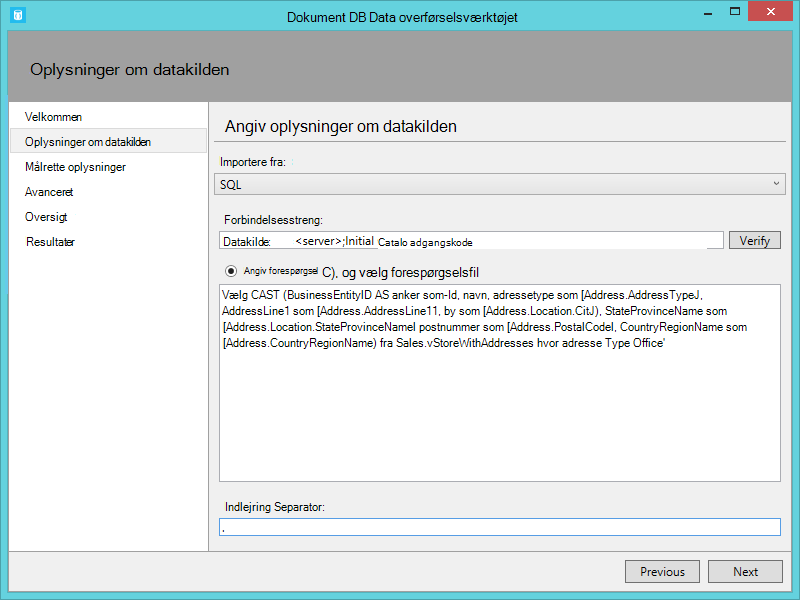 Dokument DB Data overførselsværktøjet
Oplysninger om datakilden
Velkommen
Oplysninger om datakilden
Målrette oplysninger
Avanceret
Oversigt
Resultater
Angiv oplysninger om datakilden
Importere fra:
SQL
Forbindelsesstreng:
Datakilde: <server>;Initial Catalo adgangskode
Verify
Angiv forespørgsel C), og vælg forespørgselsfil
Vælg CAST (BusinessEntityID AS anker som-Id, navn, adressetype som [Address.AddressTypeJ,
AddressLine1 som [Address.AddressLine11, by som [Address.Location.CitJ), StateProvinceName som
[Address.Location.StateProvinceNamel postnummer som [Address.PostalCodel, CountryRegionName som
[Address.CountryRegionName) fra Sales.vStoreWithAddresses hvor adresse Type Office'
Indlejring Separator:
.
Previous
Next